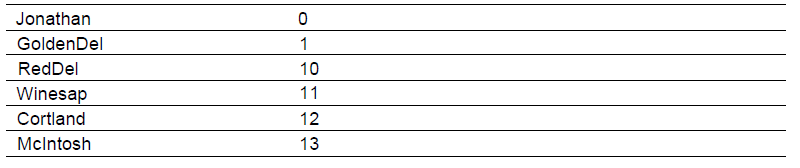 Jonathan 0
GoldenDel 1
RedDel 10
Winesap 11
Cortland 12
McIntosh 13